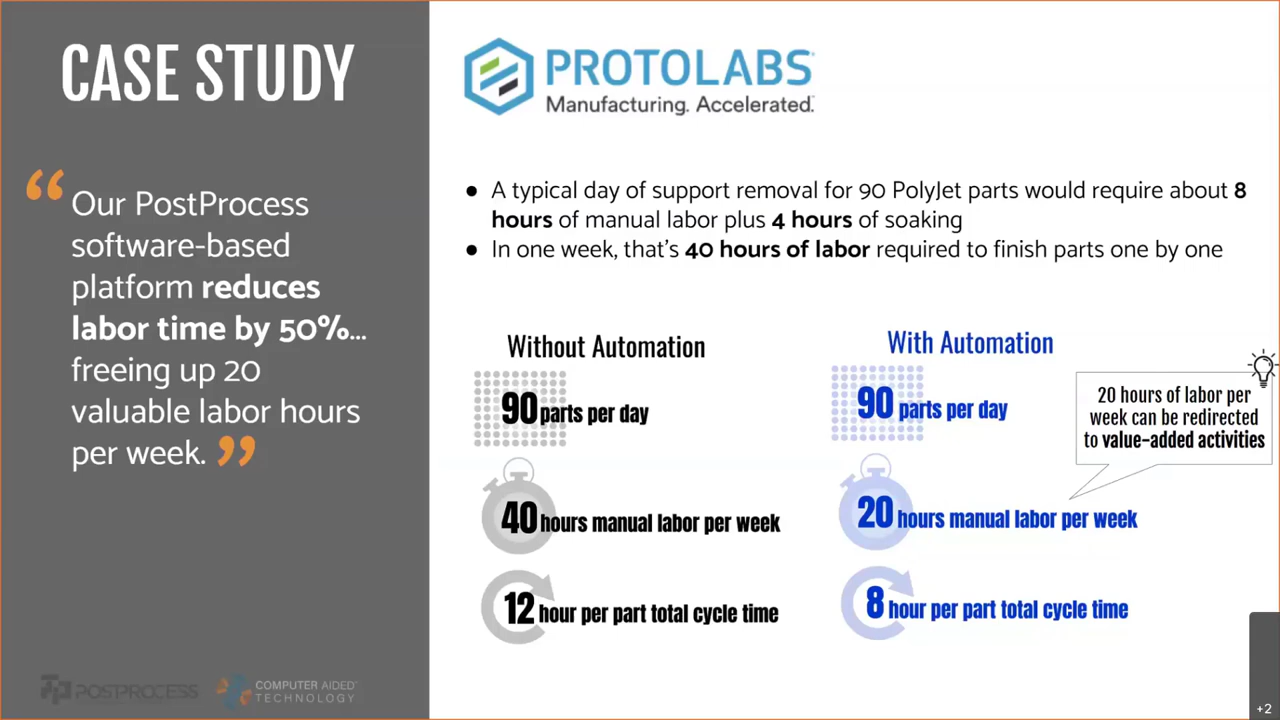 CASE STUDY
“
Our PostProcess
software-based
platform reduces
labor time by 50%...
freeing up 20
valuable labor hours
per week. ”
POSTPROCESS
COMPUTER AIDED
TECHNOLOGY
PROTOLABS
Manufacturing. Accelerated.
● A typical day of support removal for 90 PolyJet parts would require about 8
hours of manual labor plus 4 hours of soaking
● In one week, that's 40 hours of labor required to finish parts one by one
Without Automation
90 parts per day
40 hours manual labor per week
12 hour per part total cycle time
With Automation
90 parts per day
20 hours manual labor per week
8 hour per part total cycle time
20 hours of labor per
week can be redirected
to value-added activities
+2